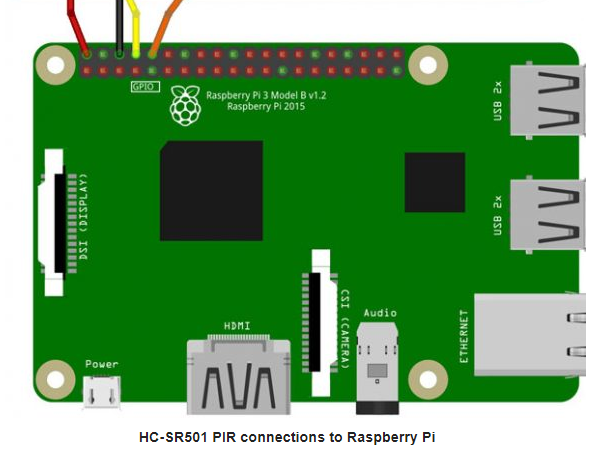 GPIO
Raspberry Pi 3 Model B v1.2
Raspberry Pi 2015
USB 2x
DSI (DISPLAY)
USB 2x
CSI (CAMERA)
Audio
HDMI
ETHERNET
Power
HC-SR501 PIR connections to Raspberry Pi